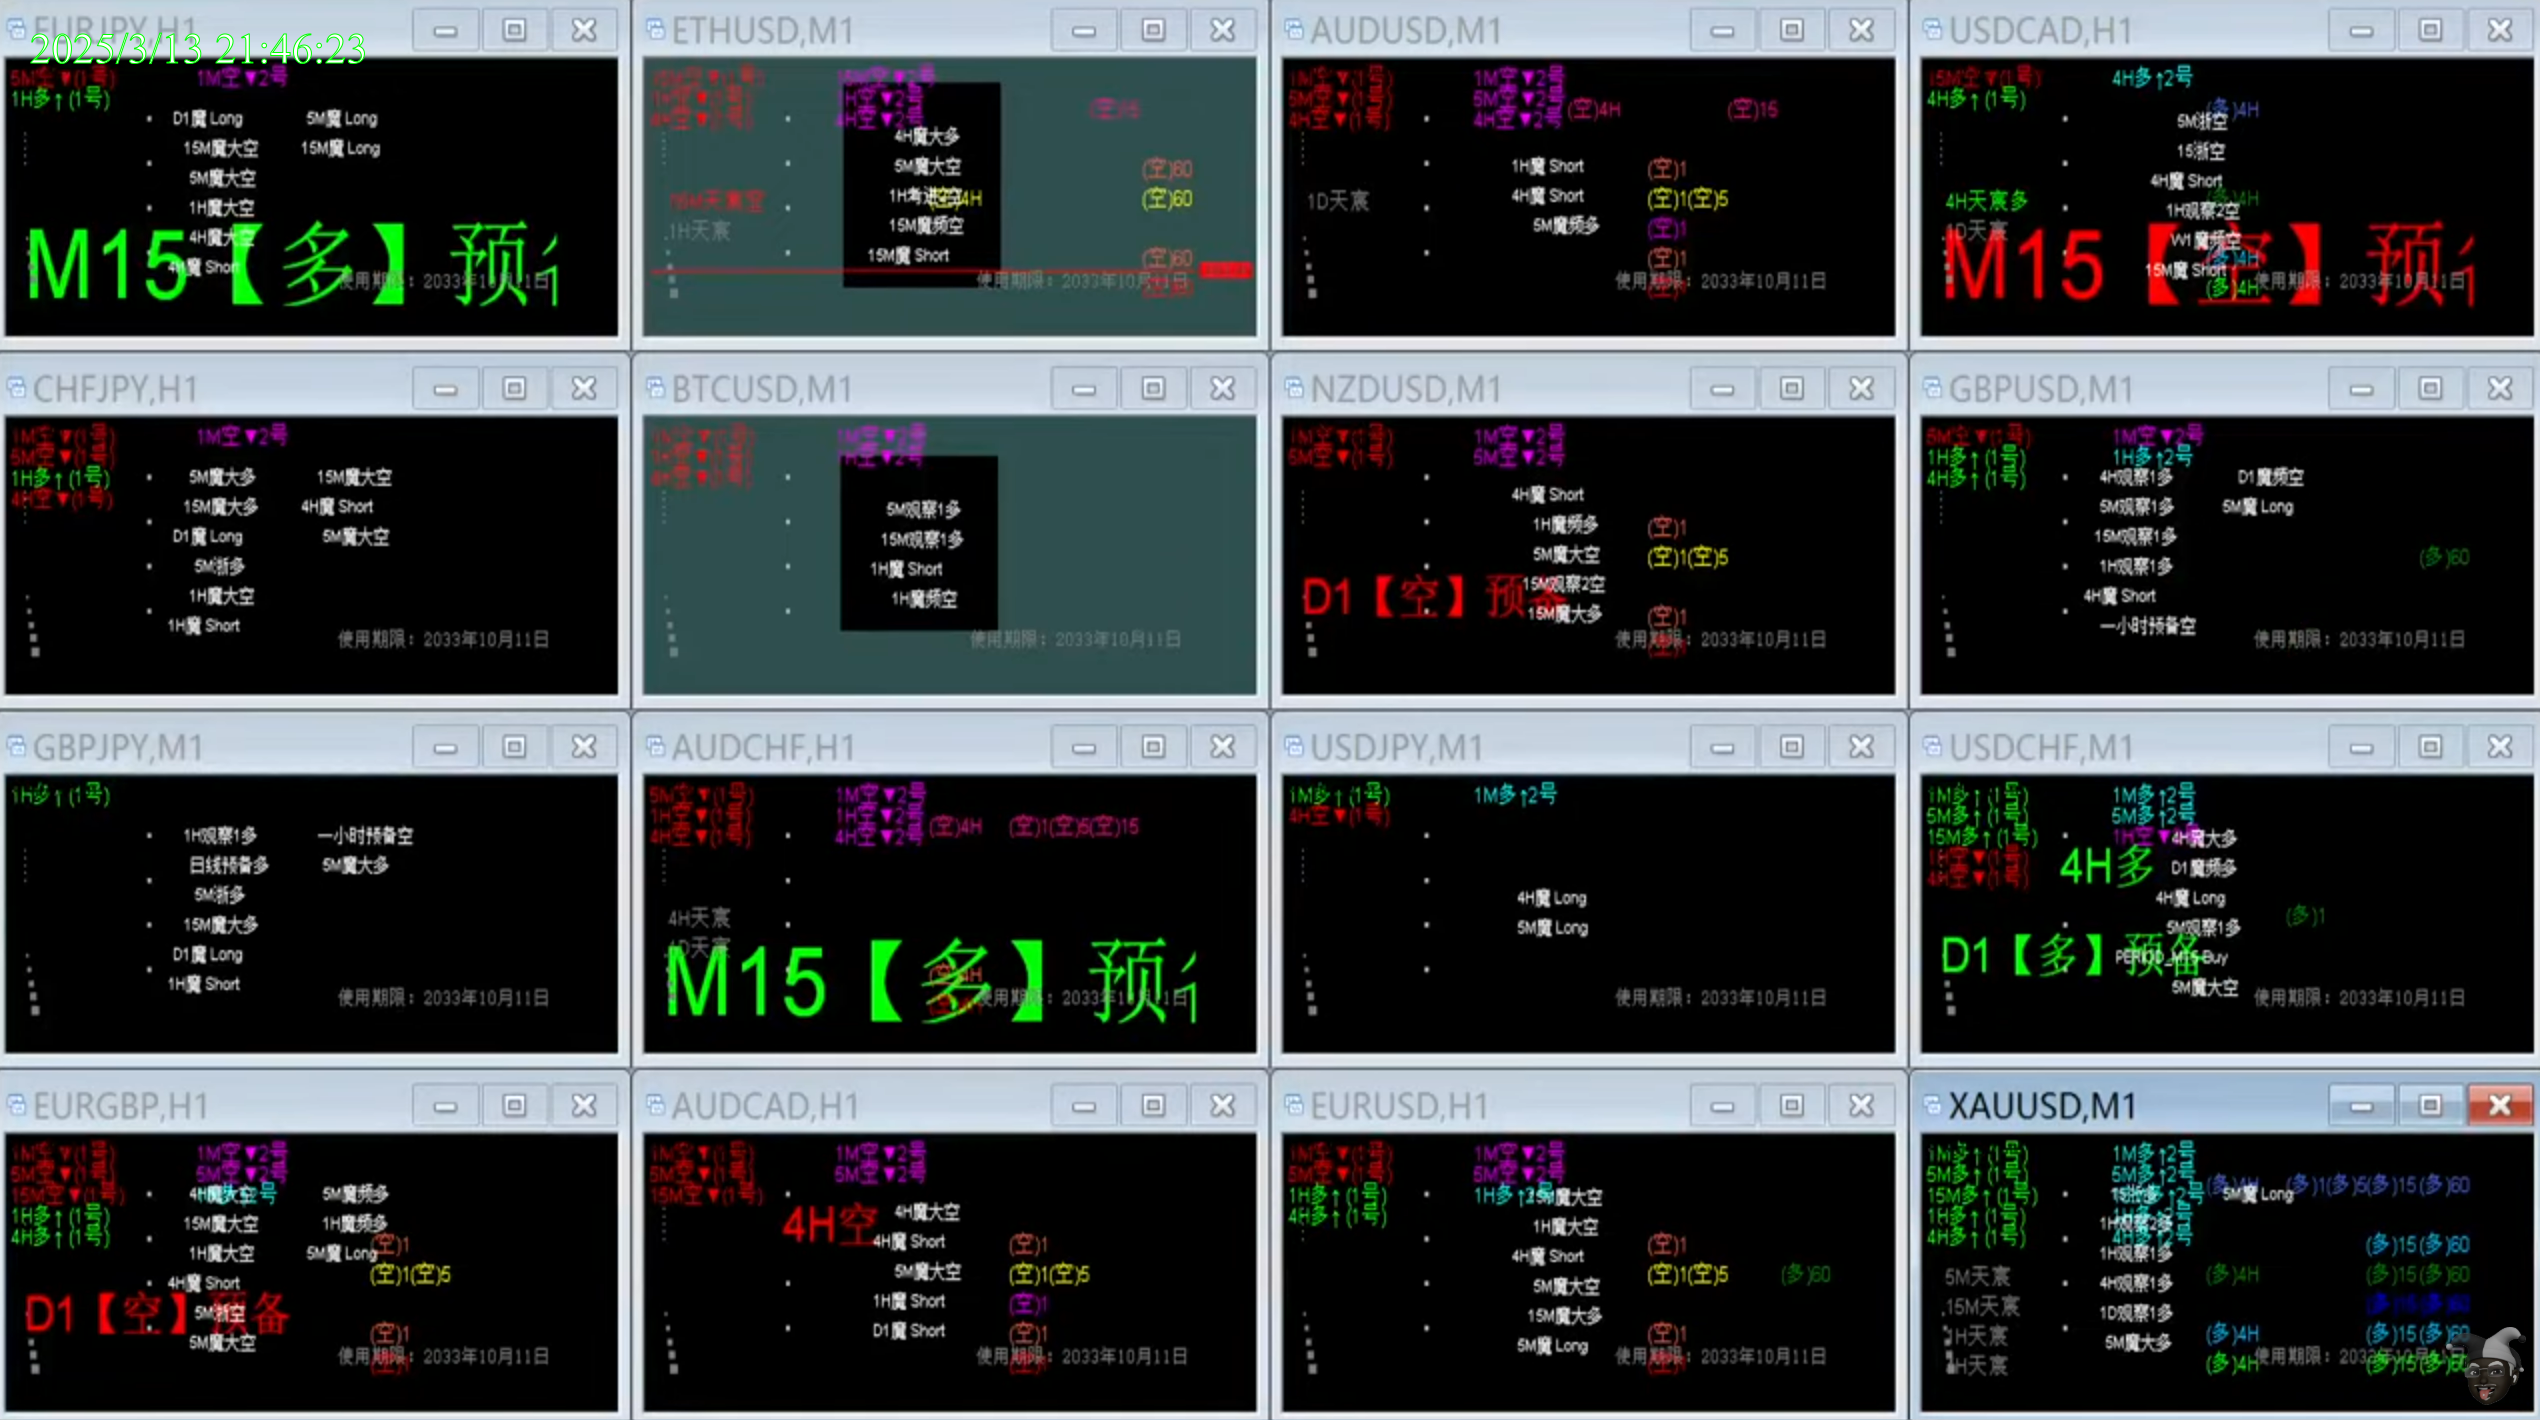 EURJPY,H1
2025/3/13 21:46:23
5M空▼(1号)
1M空▼2号
1H多↑(1号)
D1魔 Long
5M魔 Long
15M魔大空
15M魔 Long
5M魔大空
1H魔大空
4H魔大空
4H魔 Short
M15【多】预
使用期限: 2033年10月11日
ETHUSD,M1
15M空▼2号
1H空▼2号
4H空▼2号
(空)15
4H魔大多
5M魔大空
(空)60
(空)4H
(空)60
15M魔频空
1H天宸
15M魔 Short
(空)60
使用期限: 2033年10月11日
AUDUSD,M1
1M空▼(1号)
1M空▼2号
5M空▼(1号)
5M空▼2号
4H空▼(1号)
4H空▼2号
(空)4H
(空)15
1H魔 Short
(空)1
4H魔 Short
(空)1(空)5
1D天宸
5M魔频多
(空)1
(空)1
使用期限: 2033年10月11日
USDCAD,H1
15M空▼(1号)
4H多↑2号
4H多↑(1号)
(多)4H
5M浙空
15浙空
4H魔 Short
4H天宸多
1H观察2空
1D天宸
W1魔频空
15M魔 Short
(多)4H
M15【空】预
使用期限: 2033年10月11日
CHFJPY,H1
1M空▼(1号)
1M空▼2号
5M空▼(1号)
1H多↑(1号)
4H空▼(1号)
5M魔大多
15M魔大空
15M魔大多
4H魔 Short
D1魔 Long
5M魔大空
5M浙多
1H魔大空
1H魔 Short
使用期限: 2033年10月11日
BTCUSD,M1
1M空▼(1号)
1M空▼2号
1H空▼(1号)
1H空▼2号
4H空▼(1号)
5M观察1多
15M观察1多
1H魔 Short
1H魔频空
使用期限: 2033年10月11日
NZDUSD,M1
1M空▼(1号)
1M空▼2号
5M空▼(1号)
5M空▼2号
4H魔 Short
1H魔频多
(空)1
5M魔大空
(空)1(空)5
15M观察2空
D1【空】预备
15M魔大多
(空)1
使用期限: 2033年10月11日
GBPUSD,M1
5M空▼(1号)
1M空▼2号
1H多↑(1号)
1H多↑2号
4H多↑(1号)
4H观察1多
D1魔频空
5M观察1多
5M魔 Long
15M观察1多
(多)60
1H观察1多
4H魔 Short
一小时预备空
使用期限: 2033年10月11日
GBPJPY,M1
1H多↑(1号)
1H观察1多
一小时预备空
日线预备多
5M魔大多
5M浙多
15M魔大多
D1魔 Long
1H魔 Short
使用期限: 2033年10月11日
AUDCHF,H1
5M空▼(1号)
1M空▼2号
1H空▼(1号)
1H空▼2号
4H空▼(1号)
4H空▼2号
(空)4H
(空)1(空)5(空)15
4H天宸
1D天宸
M15【多】预
(空)4H
使用期限: 2033年10月11日
USDJPY,M1
1M多↑(1号)
1M多↑2号
4H空▼(1号)
4H魔 Long
5M魔 Long
使用期限: 2033年10月11日
USDCHF,M1
1M多↑(1号)
1M多↑2号
5M多↑(1号)
5M多↑2号
15M多↑(1号)
1H空▼
4H魔大多
1H空▼(1号)
4H空▼(1号)
4H多
D1魔频多
4H魔 Long
(多)1
5M观察1多
D1【多】预备
PERIOD_M15 Buy
5M魔大空
使用期限: 2033年10月11日
EURGBP,H1
1M空▼(1号)
1M空▼2号
5M空▼(1号)
5M空▼2号
15M空▼(1号)
4H魔大空
5M魔频多
1H多↑(1号)
4H多↑(1号)
15M魔大空
1H魔频多
1H魔大空
5M魔 Long
(空)1
4H魔 Short
(空)1(空)5
D1【空】预备
5M浙空
5M魔大空
(空)1
使用期限: 2033年10月11日
AUDCAD,H1
1M空▼(1号)
1M空▼2号
5M空▼(1号)
5M空▼2号
15M空▼(1号)
4H空
4H魔大空
4H魔 Short
(空)1
5M魔大空
(空)1(空)5
1H魔 Short
(空)1
D1魔 Short
(空)1
使用期限: 2033年10月11日
EURUSD,H1
1M空▼(1号)
1M空▼2号
5M空▼(1号)
5M空▼2号
1H多↑(1号)
1H多↑2号
4H多↑(1号)
15M魔大空
1H魔大空
4H魔 Short
(空)1
5M魔大空
(空)1(空)5
(多)60
15M魔大多
5M魔 Long
(空)1
使用期限: 2033年10月11日
XAUUSD,M1
1M多↑(1号)
1M多↑2号
5M多↑(1号)
5M多↑2号
15M多↑(1号)
1H多↑(1号)
4H多↑(1号)
(多)4H
(多)1(多)5(多)15(多)60
5M魔 Long
1H观察2多
1H观察1多
(多)15(多)60
5M天宸
4H观察1多
(多)4H
(多)15(多)60
15M天宸
1D观察1多
(多)15(多)60
1H天宸
5M魔大多
(多)4H
(多)15(多)60
4H天宸
(多)4H
(多)15(多)60